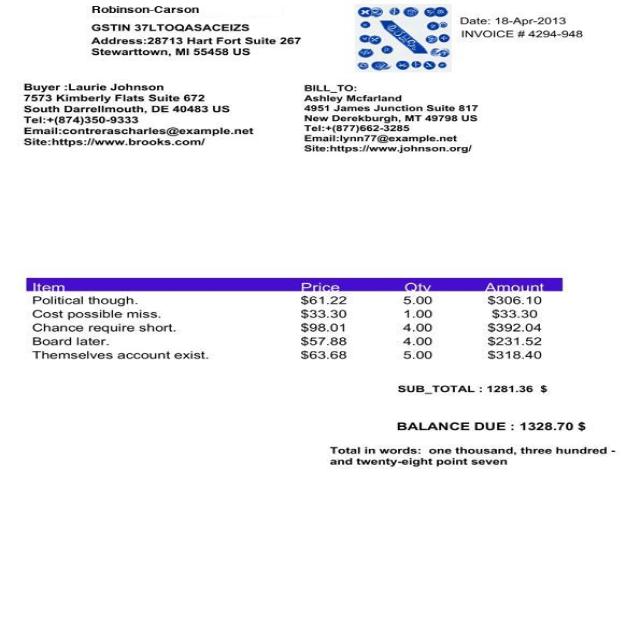 Robinson-Carson
GSTIN 37LTOQASACEIZS
Address:28713 Hart Fort Suite 267
Stewarttown, MI 55458 US
Date: 18-Apr-2013
INVOICE # 4294-948
Buyer :Laurie Johnson
7573 Kimberly Flats Suite 672
South Darrellmouth, DE 40483 US
Tel:+(874)350-9333
Email:contrerascharles@example.net
Site:https://www.brooks.com/
BILL_TO:
Ashley Mcfarland
4951 James Junction Suite 817
New Derekburgh, MT 49798 US
Tel:+(877)662-3285
Email:lynn77@example.net
Site:https://www.johnson.org/
Item Price Qty Amount
Political though. $61.22 5.00 $306.10
Cost possible miss. $33.30 1.00 $33.30
Chance require short. $98.01 4.00 $392.04
Board later. $57.88 4.00 $231.52
Themselves account exist. $63.68 5.00 $318.40
SUB_TOTAL : 1281.36 $
BALANCE DUE : 1328.70 $
Total in words: one thousand, three hundred -
and twenty-eight point seven